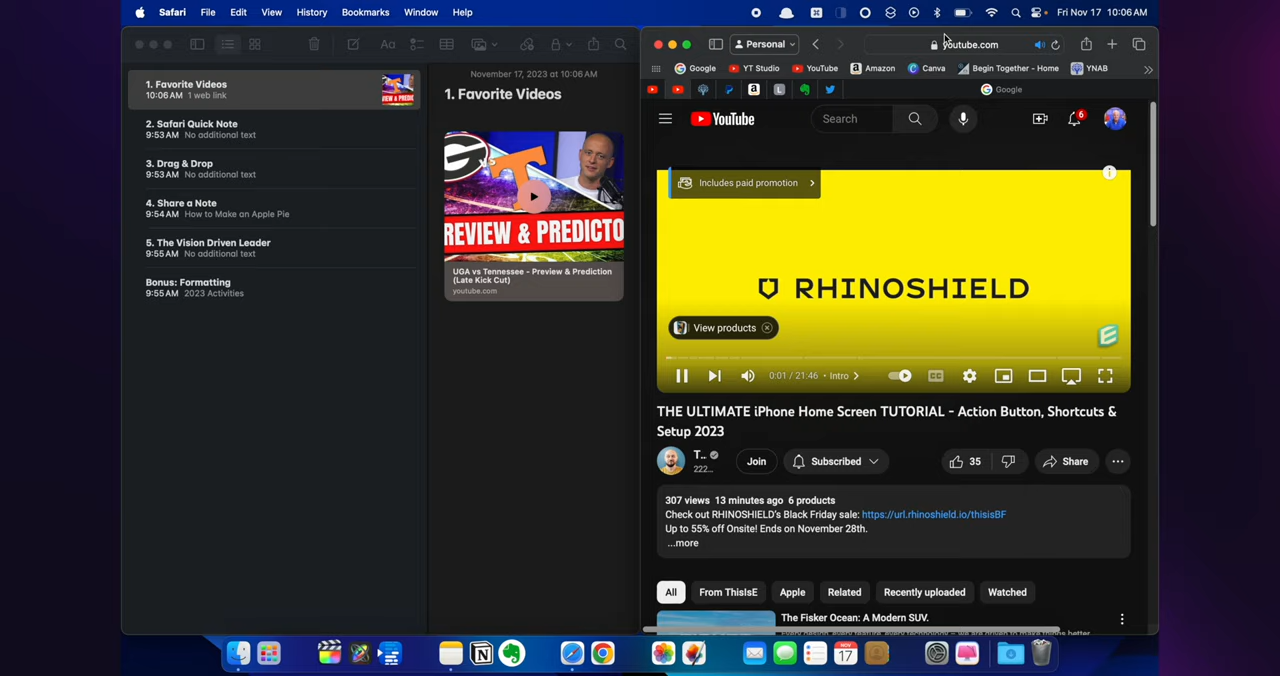 Safari File Edit View History Bookmarks Window Help Fri Nov 17 10:06 AM
1. Favorite Videos
10:06 AM 1 web link
2. Safari Quick Note
9:53 AM No additional text
3. Drag & Drop
9:53 AM No additional text
4. Share a Note
9:54 AM How to Make an Apple Pie
5. The Vision Driven Leader
9:55 AM No additional text
Bonus: Formatting
9:55 AM 2023 Activities
November 17, 2023 at 10:06 AM
1. Favorite Videos
REVIEW & PREDICTO
UGA vs Tennessee - Preview & Prediction
(Late Kick Cut)
youtube.com
Personal
youtube.com
Google YT Studio YouTube Amazon Canva Begin Together - Home YNAB
Google
YouTube
Search
6
Includes paid promotion
RHINOSHIELD
View products
0:01 / 21:46 • Intro
THE ULTIMATE iPhone Home Screen TUTORIAL - Action Button, Shortcuts &
Setup 2023
T...
222...
Join
Subscribed
35
Share
307 views 13 minutes ago 6 products
Check out RHINOSHIELD's Black Friday sale: https://url.rhinoshield.io/thisisBF
Up to 55% off Onsite! Ends on November 28th.
...more
All From ThisIsE Apple Related Recently uploaded Watched
The Fisker Ocean: A Modern SUV.
NOV
17